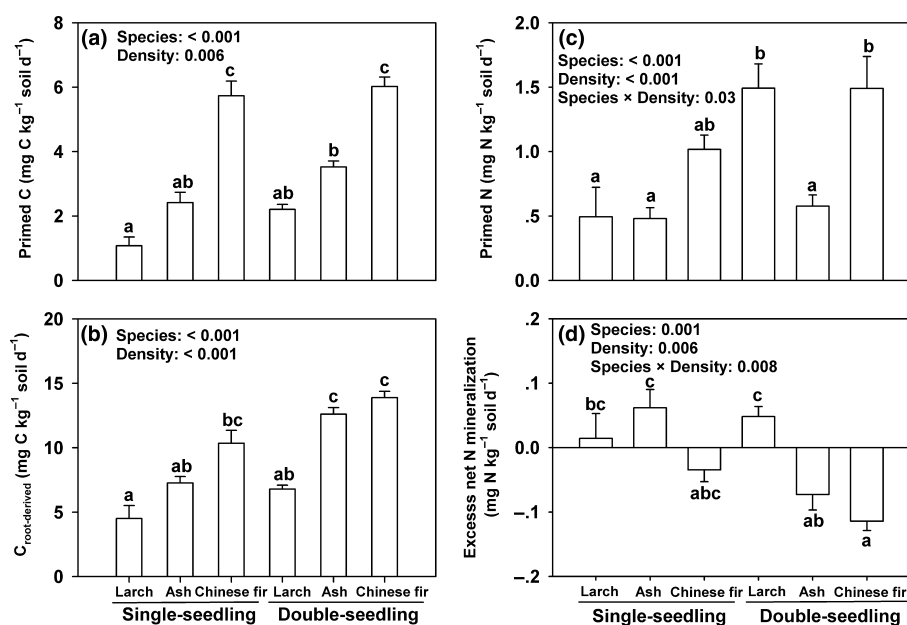 (a) Species: < 0.001
Density: 0.006
Primed C (mg C kg⁻¹ soil d⁻¹)
8
6
4
2
0
a
ab
c
ab
b
c
(c)
Species: < 0.001
Density: < 0.001
Species × Density: 0.03
Primed N (mg N kg⁻¹ soil d⁻¹)
2.0
1.5
1.0
.5
0
a
a
ab
b
a
b
(b) Species: < 0.001
Density: < 0.001
C root-derived (mg C kg⁻¹ soil d⁻¹)
20
15
10
5
0
a
ab
bc
ab
c
c
Larch Ash Chinese fir Larch Ash Chinese fir
Single-seedling Double-seedling
(d) Species: 0.001
Density: 0.006
Species × Density: 0.008
Excesss net N mineralization
(mg N kg⁻¹ soil d⁻¹)
.2
.1
0.0
−.1
−.2
bc
c
abc
c
ab
a
Larch Ash Chinese fir Larch Ash Chinese fir
Single-seedling Double-seedling